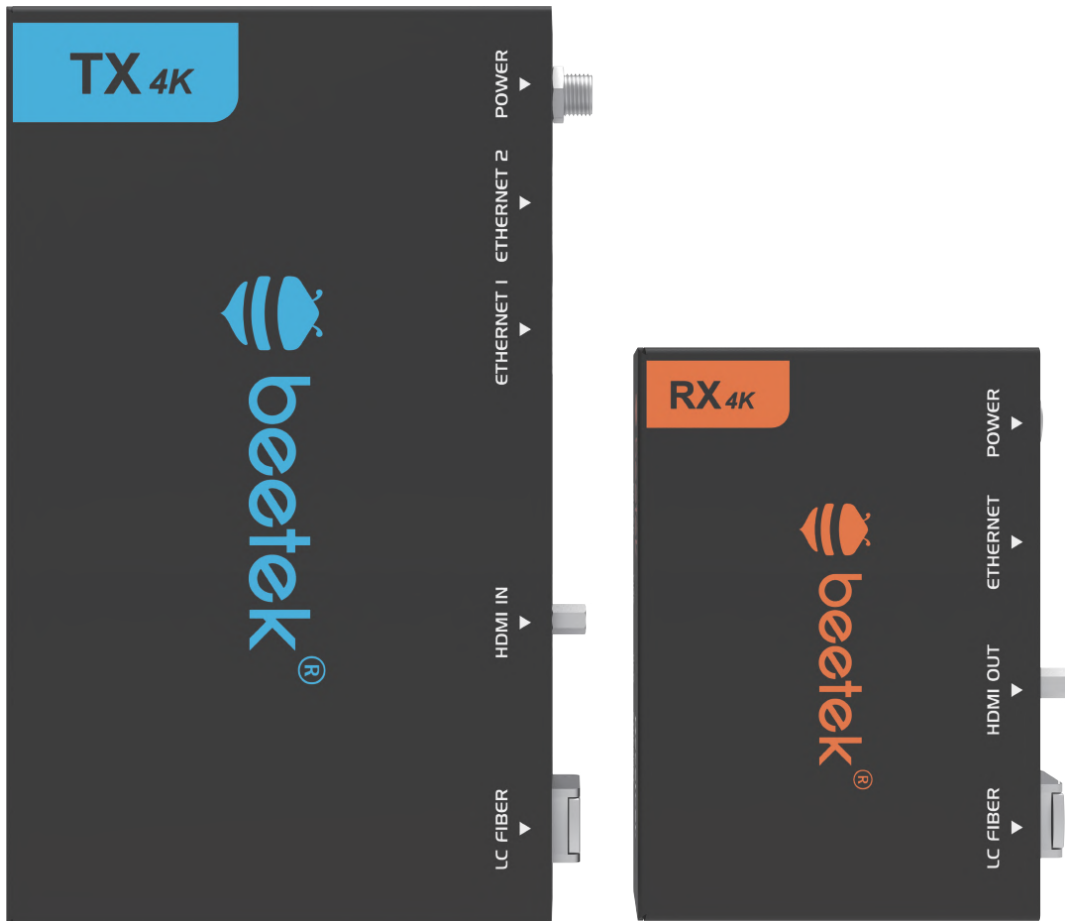 TX 4K
POWER
ETHERNET 2
ETHERNET 1
beetek®
HDMI IN
LC FIBER
RX 4K
POWER
ETHERNET
beetek®
HDMI OUT
LC FIBER